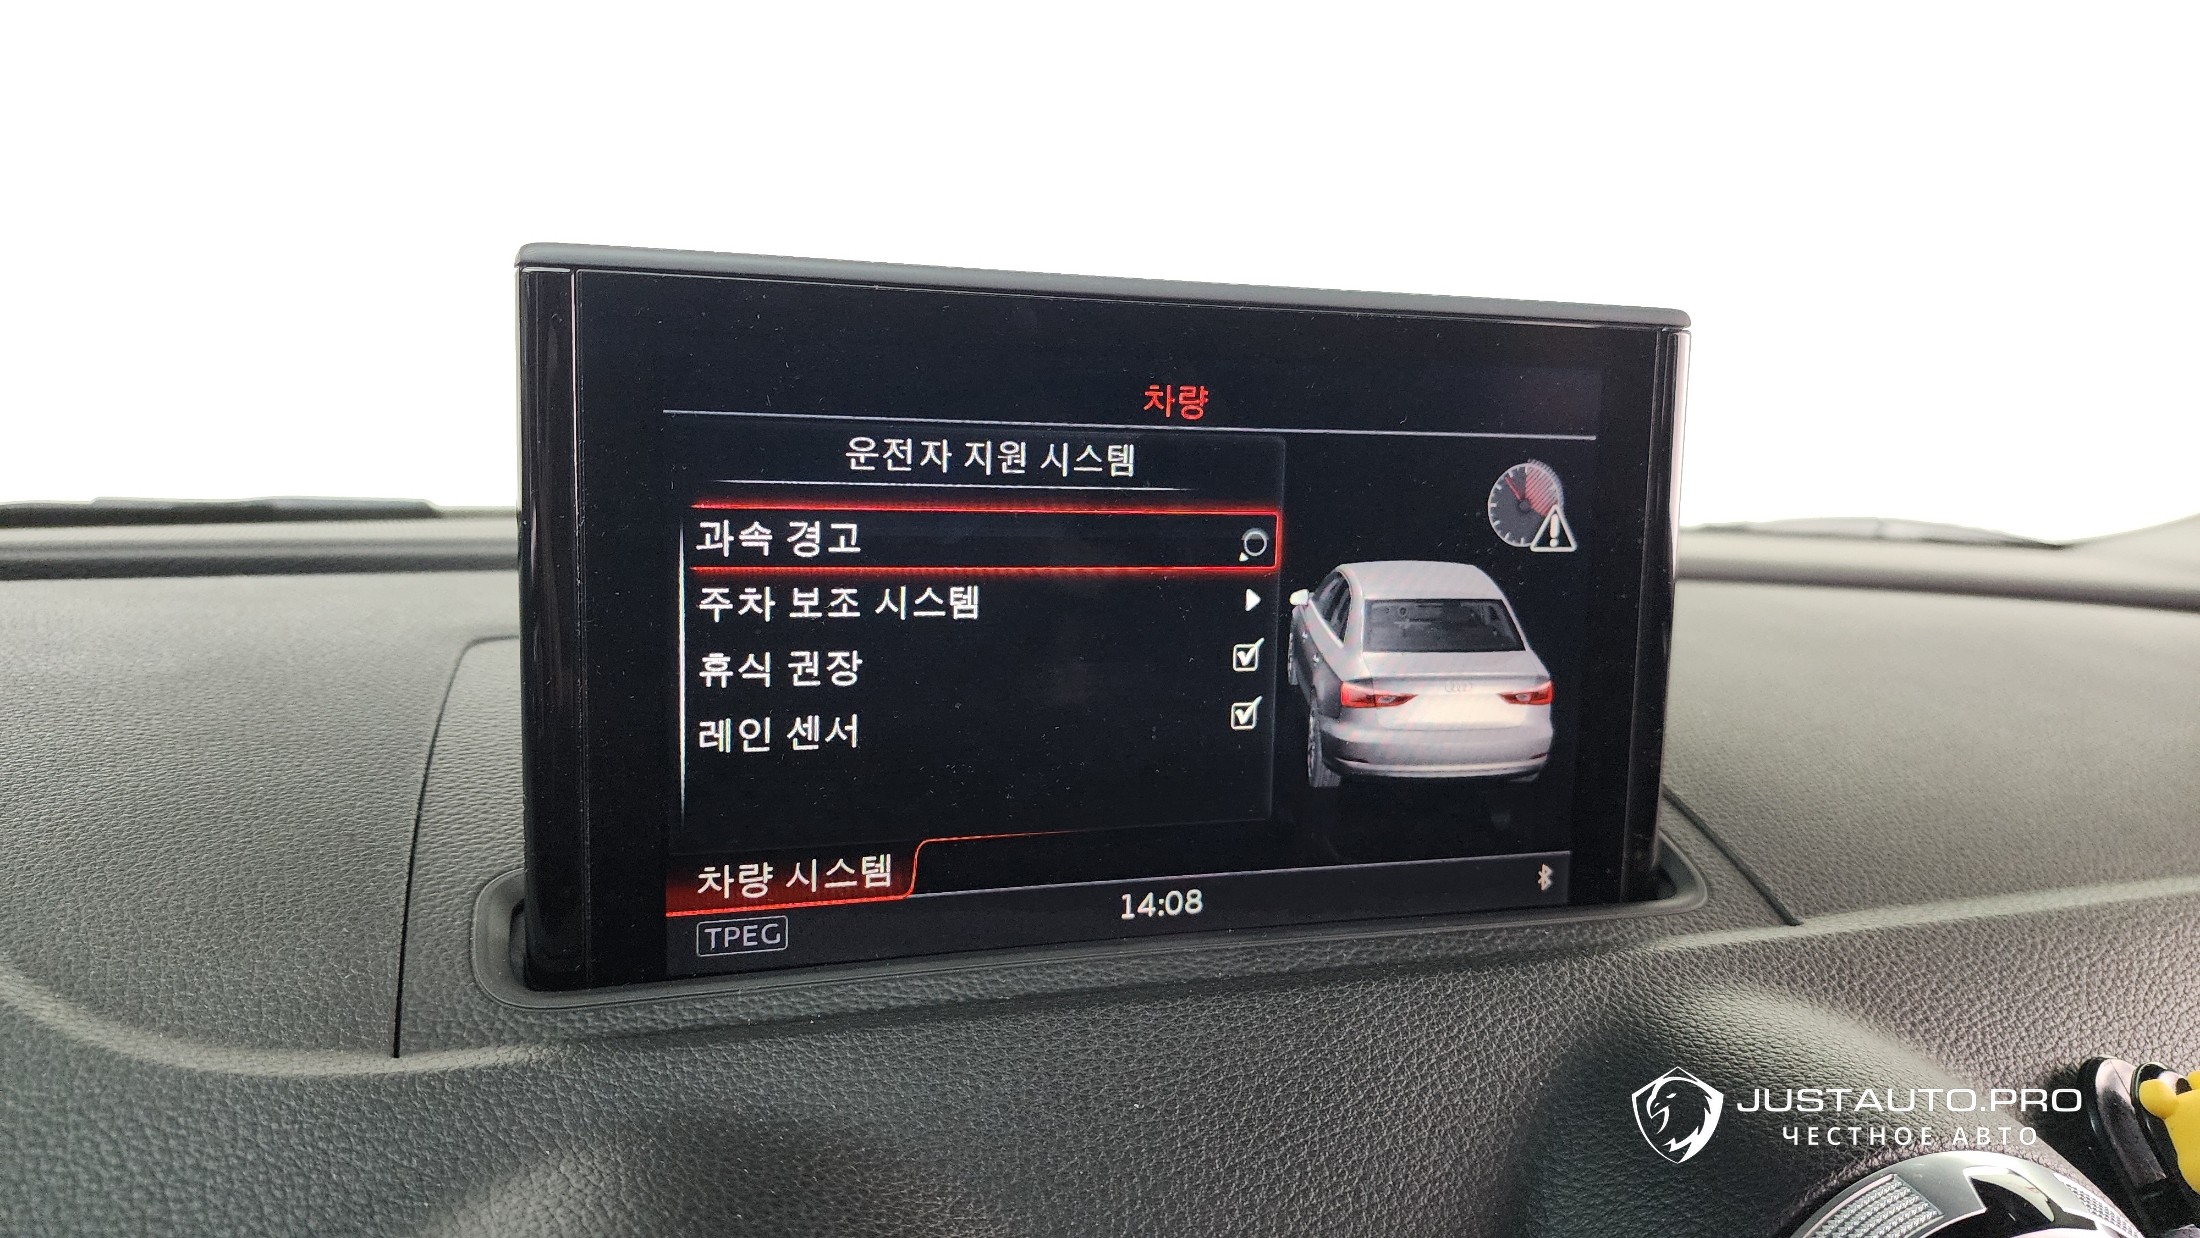 차량
운전자 지원 시스템
과속 경고
주차 보조 시스템
휴식 권장
레인 센서
차량 시스템
14:08
TPEG
JUSTAUTO.PRO
ЧЕСТНОЕ АВТО